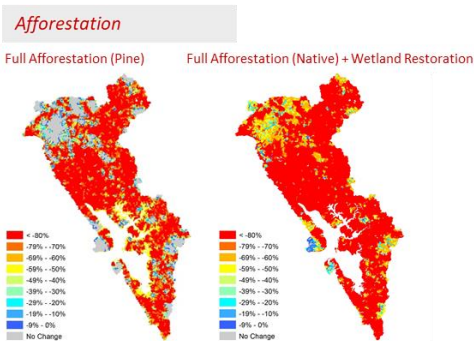 Afforestation
Full Afforestation (Pine)
Full Afforestation (Native) + Wetland Restoration
< -80%
-79% - -70%
-69% - -60%
-59% - -50%
-49% - -40%
-39% - -30%
-29% - -20%
-19% - -10%
-9% - 0%
No Change
< -80%
-79% - -70%
-69% - -60%
-59% - -50%
-49% - -40%
-39% - -30%
-29% - -20%
-19% - -10%
-9% - 0%
No Change